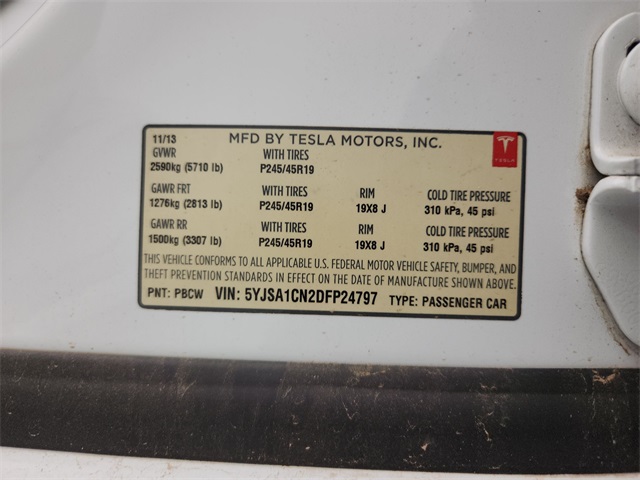 11/13 MFD BY TESLA MOTORS, INC.
TESLA
GVWR WITH TIRES
2590kg (5710 lb) P245/45R19
GAWR FRT WITH TIRES RIM COLD TIRE PRESSURE
1276kg (2813 lb) P245/45R19 19X8 J 310 kPa, 45 psi
GAWR RR WITH TIRES RIM COLD TIRE PRESSURE
1500kg (3307 lb) P245/45R19 19X8 J 310 kPa, 45 psi
THIS VEHICLE CONFORMS TO ALL APPLICABLE U.S. FEDERAL MOTOR VEHICLE SAFETY, BUMPER, AND
THEFT PREVENTION STANDARDS IN EFFECT ON THE DATE OF MANUFACTURE SHOWN ABOVE.
PNT: PBCW VIN: 5YJSA1CN2DFP24797 TYPE: PASSENGER CAR